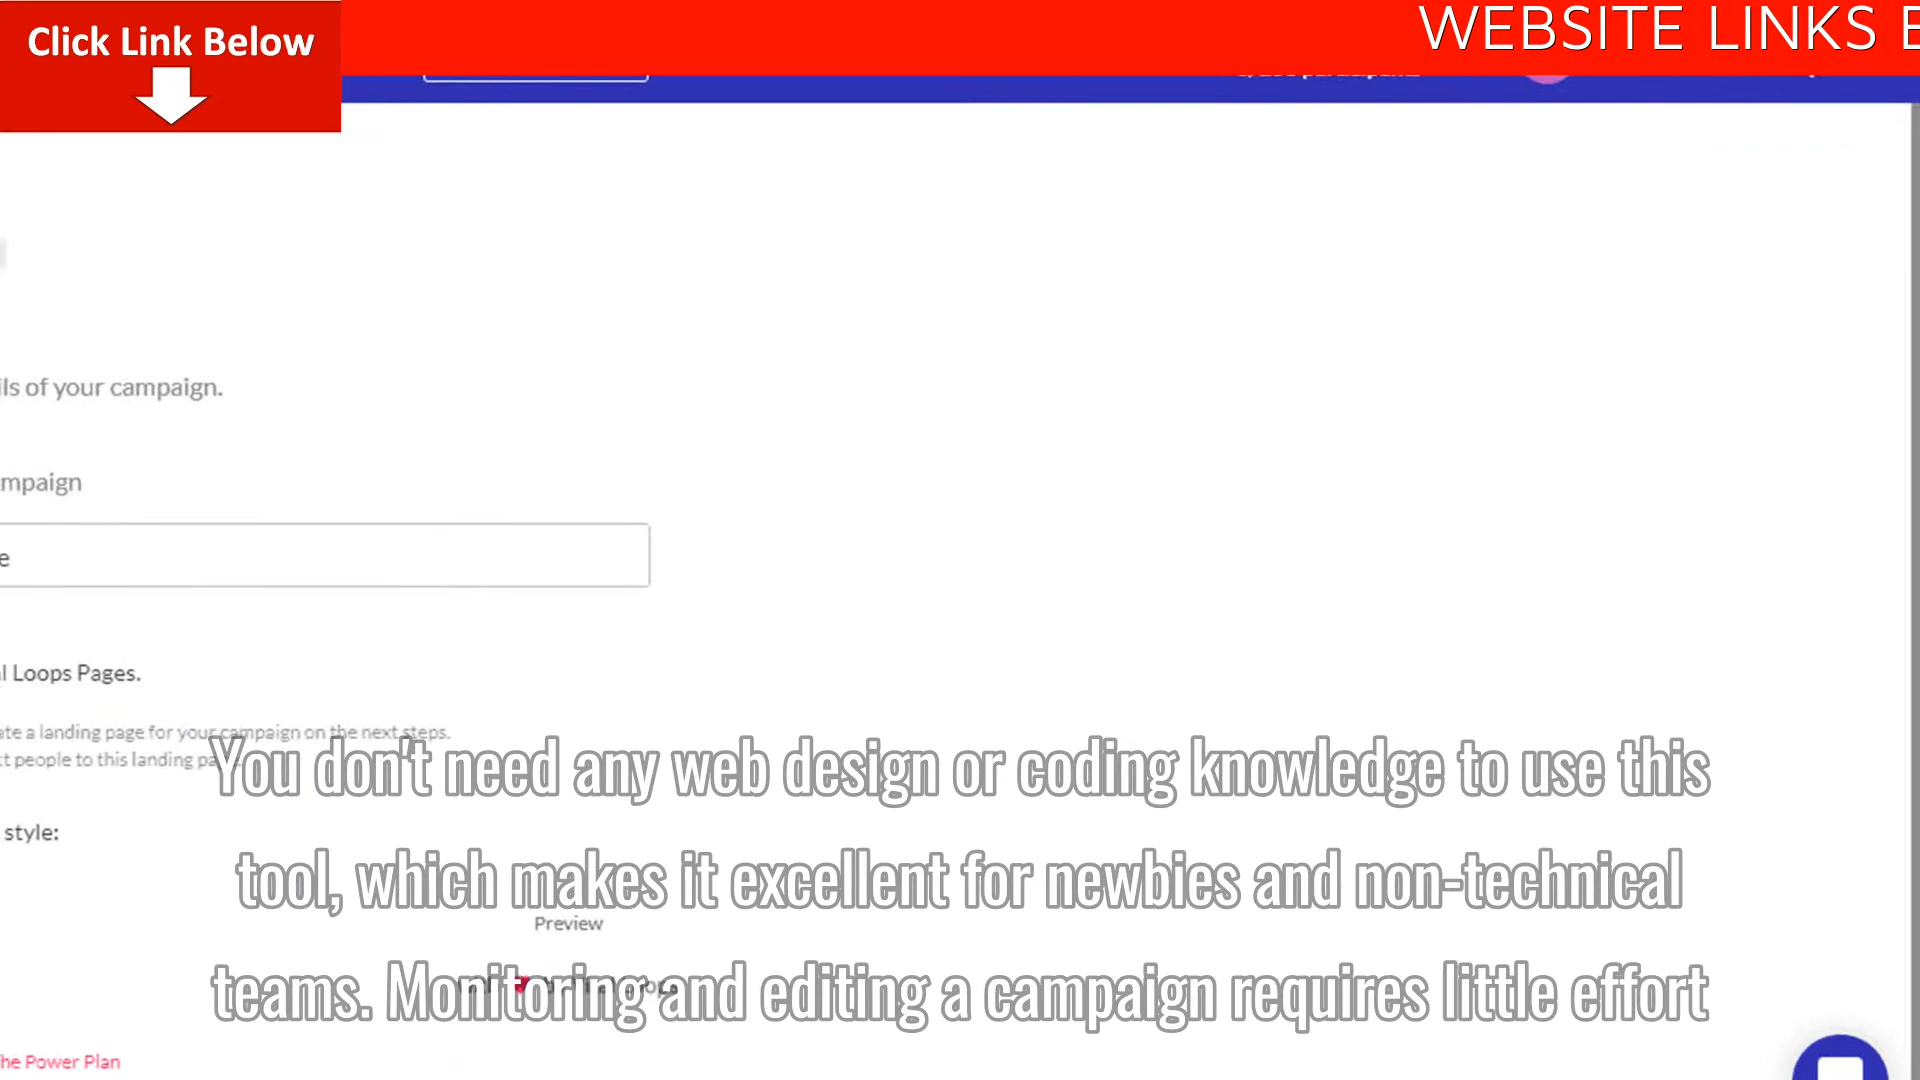 Click Link Below
WEBSITE LINKS
ils of your campaign.
mpaign
e
l Loops Pages.
ate a landing page for your campaign on the next steps.
ct people to this landing pa
You don't need any web design or coding knowledge to use this
style:
tool, which makes it excellent for newbies and non-technical
Preview
teams. Monitoring and editing a campaign requires little effort
he Power Plan